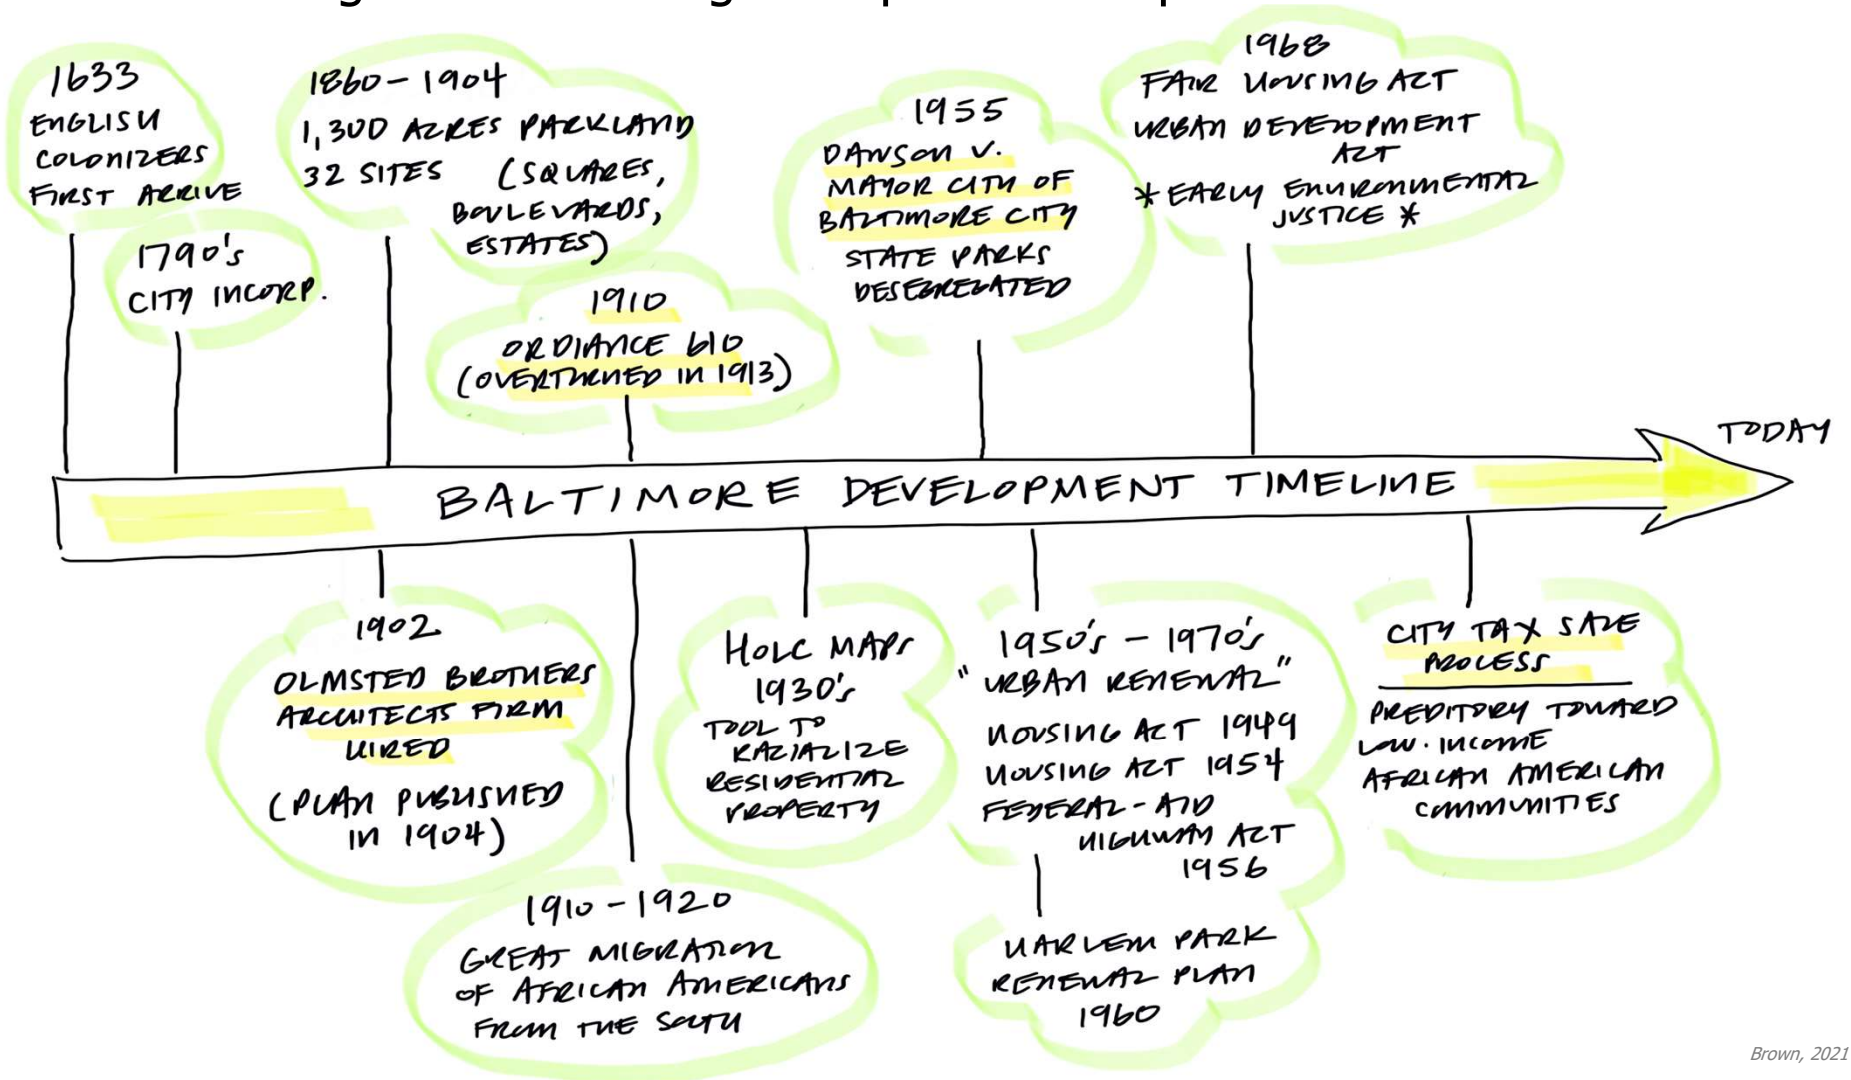 1633
ENGLISH
COLONIZERS
FIRST ARRIVE
1790's
CITY INCORP.
1860-1904
1,300 ACRES PARKLAND
32 SITES (SQUARES,
BOULEVARDS,
ESTATES)
1910
ORDIANCE 610
(OVERTURNED IN 1913)
1955
DAWSON V.
MAYOR CITY OF
BALTIMORE CITY
STATE PARKS
DESEGREGATED
1968
FAIR HOUSING ACT
URBAN DEVELOPMENT
ACT
* EARLY ENVIRONMENTAL
JUSTICE *
TODAY
BALTIMORE DEVELOPMENT TIMELINE
1902
OLMSTED BROTHERS
ARCHITECTS FIRM
HIRED
(PLAN PUBLISHED
IN 1904)
1910-1920
GREAT MIGRATION
OF AFRICAN AMERICANS
FROM THE SOUTH
HOLC MAPS
1930's
TOOL TO
RACIALIZE
RESIDENTIAL
PROPERTY
1950's - 1970's
"URBAN RENEWAL"
HOUSING ACT 1949
HOUSING ACT 1954
FEDERAL-AID
HIGHWAY ACT
1956
HARLEM PARK
RENEWAL PLAN
1960
CITY TAX SALE
PROCESS
PREDITORY TOWARD
LOW-INCOME
AFRICAN AMERICAN
COMMUNITIES
Brown, 2021